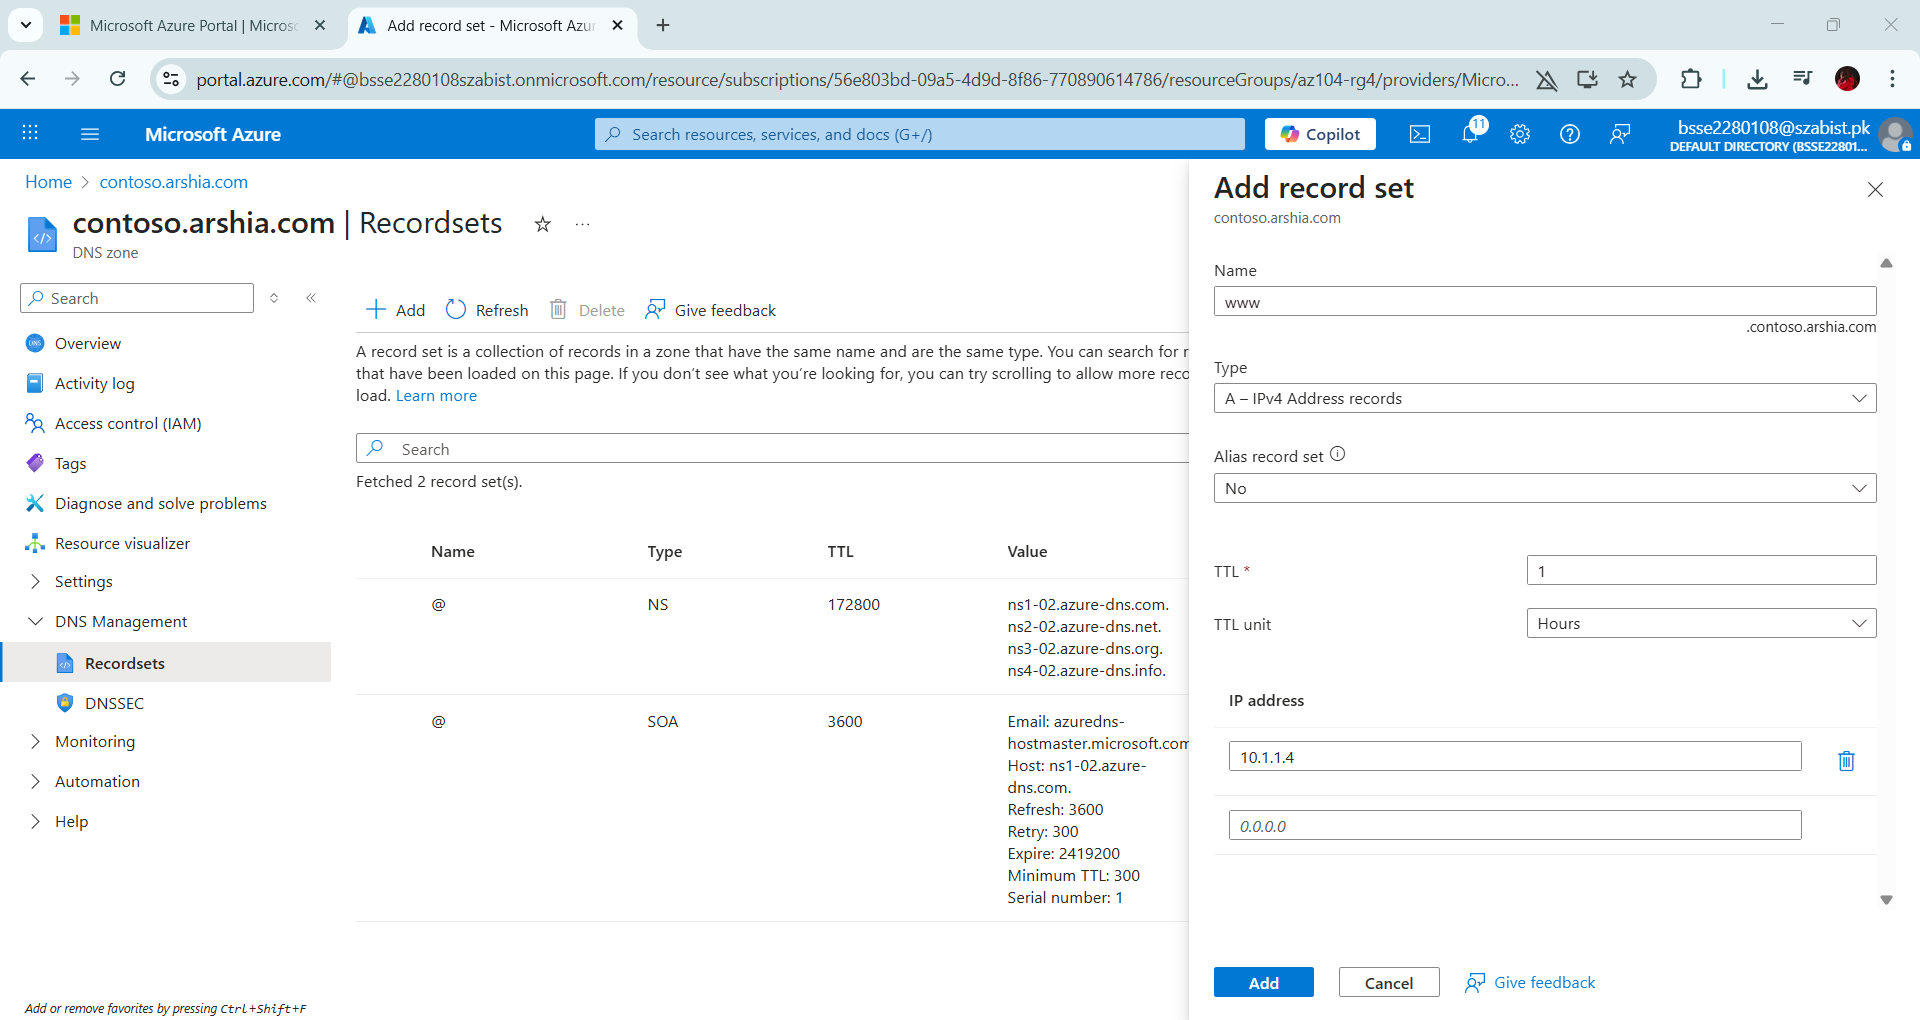 Microsoft Azure Portal | Micros
Add record set - Microsoft Azur
portal.azure.com/#@bsse2280108szabist.onmicrosoft.com/resource/subscriptions/56e803bd-09a5-4d9d-8f86-770890614786/resourceGroups/az104-rg4/providers/Micro...
Microsoft Azure
Search resources, services, and docs (G+/)
Copilot
11
bsse2280108@szabist.pk
DEFAULT DIRECTORY (BSSE22801...
Home > contoso.arshia.com
contoso.arshia.com | Recordsets
DNS zone
Search
Overview
Activity log
Access control (IAM)
Tags
Diagnose and solve problems
Resource visualizer
Settings
DNS Management
Recordsets
DNSSEC
Monitoring
Automation
Help
Add or remove favorites by pressing Ctrl+Shift+F
Add Refresh Delete Give feedback
A record set is a collection of records in a zone that have the same name and are the same type. You can search for r
that have been loaded on this page. If you don't see what you're looking for, you can try scrolling to allow more reco
load. Learn more
Search
Fetched 2 record set(s).
Name Type TTL Value
@ NS 172800 ns1-02.azure-dns.com.
ns2-02.azure-dns.net.
ns3-02.azure-dns.org.
ns4-02.azure-dns.info.
@ SOA 3600 Email: azuredns-
hostmaster.microsoft.com
Host: ns1-02.azure-
dns.com.
Refresh: 3600
Retry: 300
Expire: 2419200
Minimum TTL: 300
Serial number: 1
Add record set
contoso.arshia.com
Name
www
.contoso.arshia.com
Type
A – IPv4 Address records
Alias record set
No
TTL * 1
TTL unit Hours
IP address
10.1.1.4
0.0.0.0
Add Cancel Give feedback